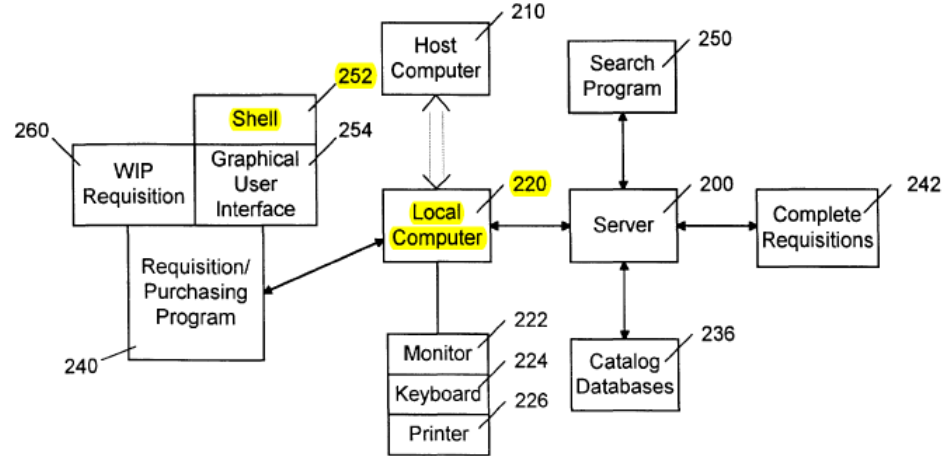 210
Host
Computer
250
Search
Program
252
Shell
260
254
WIP
Requisition
Graphical
User
Interface
220
Local
Computer
200
Server
242
Complete
Requisitions
Requisition/
Purchasing
Program
240
222
Monitor
224
Keyboard
226
Printer
236
Catalog
Databases